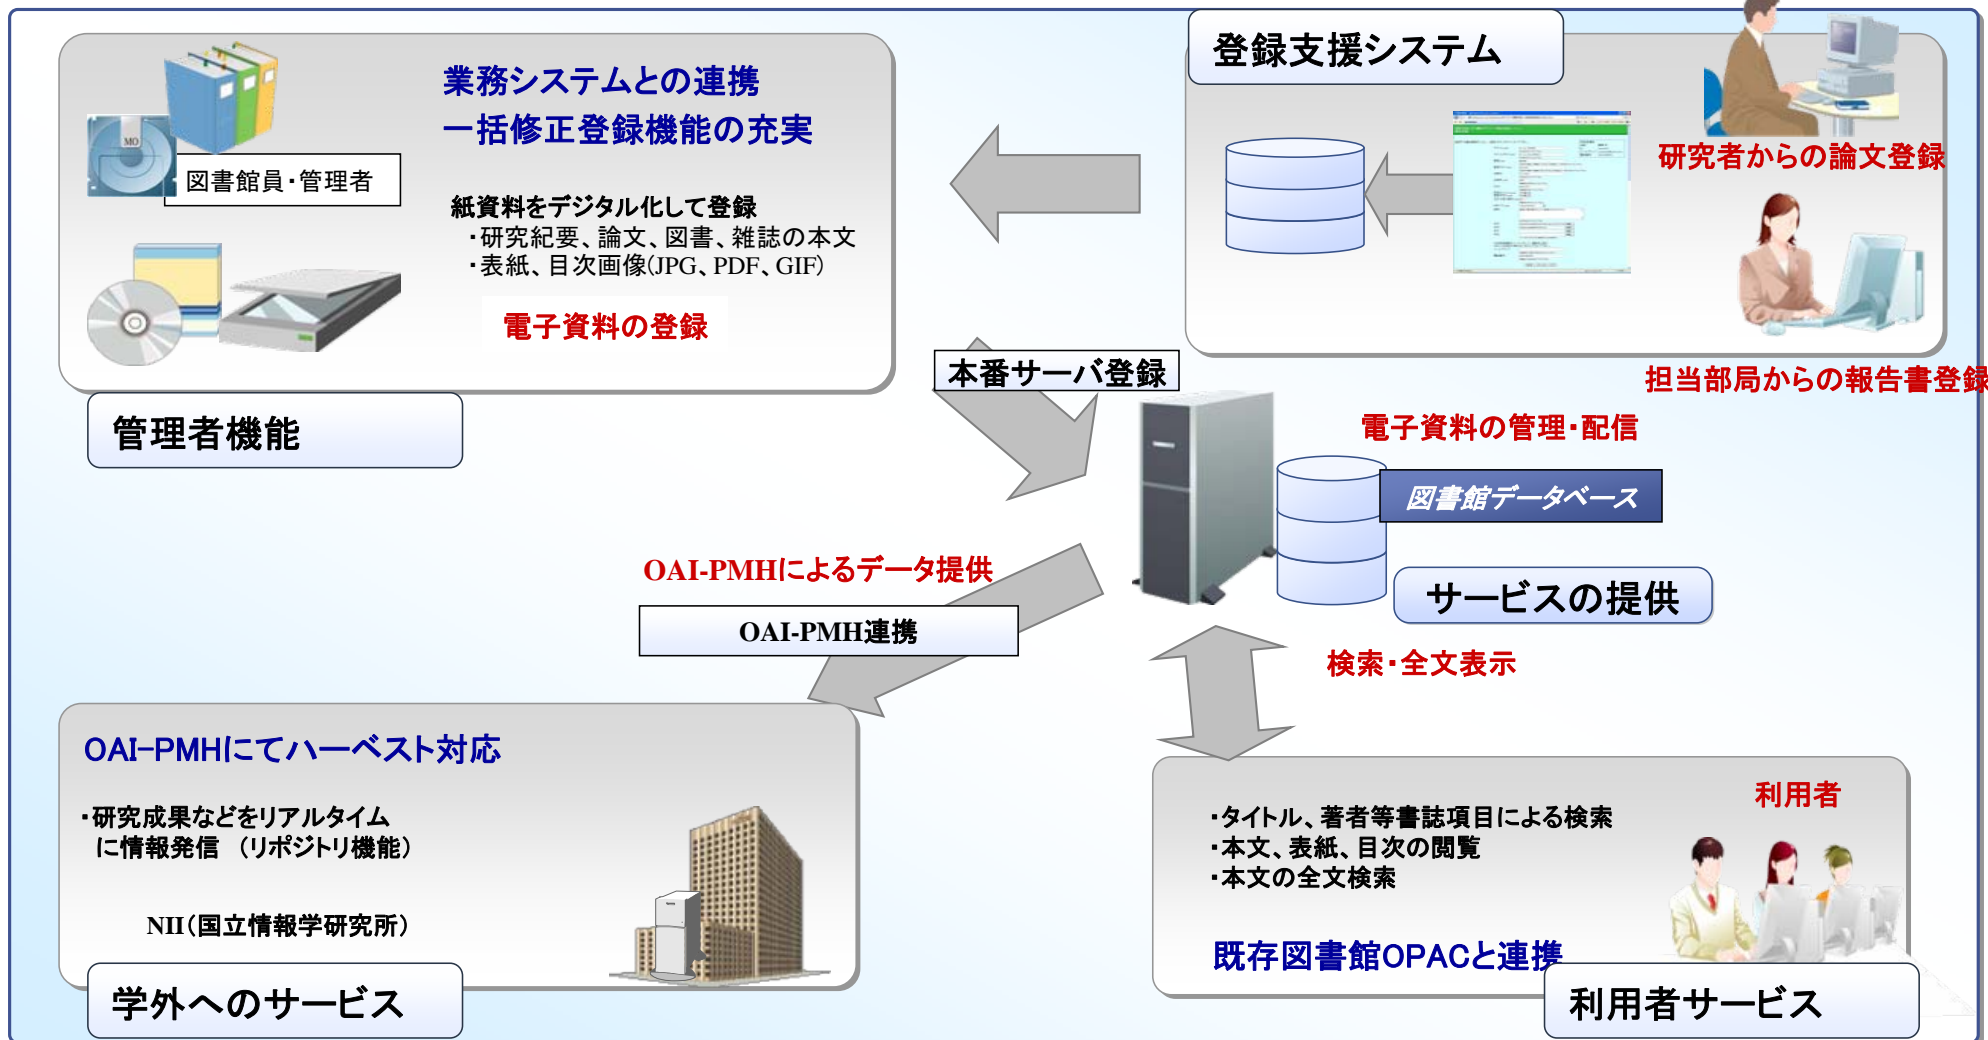 業務システムとの連携
一括修正登録機能の充実
MO
図書館員・管理者
紙資料をデジタル化して登録
・研究紀要、論文、図書、雑誌の本文
・表紙、目次画像(JPG、PDF、GIF)
電子資料の登録
管理者機能
登録支援システム
研究者からの論文登録
担当部局からの報告書登録
本番サーバ登録
電子資料の管理・配信
図書館データベース
サービスの提供
OAI-PMHによるデータ提供
OAI-PMH連携
検索・全文表示
OAI-PMHにてハーベスト対応
・研究成果などをリアルタイム
に情報発信 （リポジトリ機能）
NII（国立情報学研究所）
学外へのサービス
利用者
・タイトル、著者等書誌項目による検索
・本文、表紙、目次の閲覧
・本文の全文検索
既存図書館OPACと連携
利用者サービス